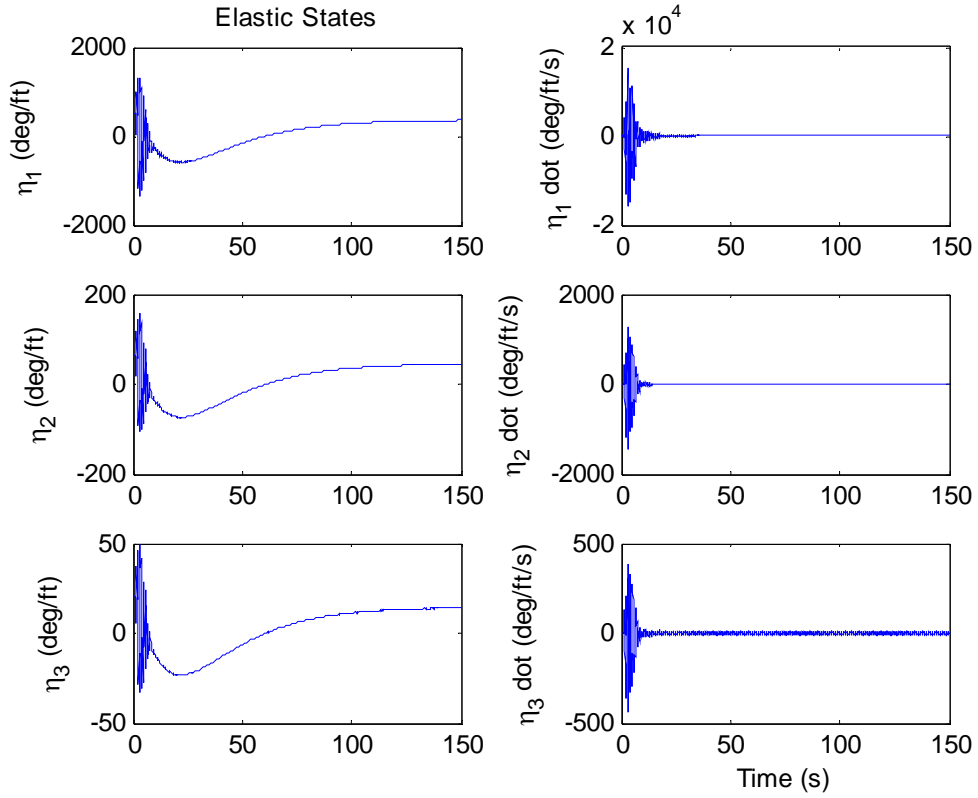 Elastic States
x 10^4
2000
0
-2000
η1 (deg/ft)
0 50 100 150
2
0
-2
η1 dot (deg/ft/s)
0 50 100 150
200
0
-200
η2 (deg/ft)
0 50 100 150
2000
0
-2000
η2 dot (deg/ft/s)
0 50 100 150
50
0
-50
η3 (deg/ft)
0 50 100 150
500
0
-500
η3 dot (deg/ft/s)
0 50 100 150
Time (s)